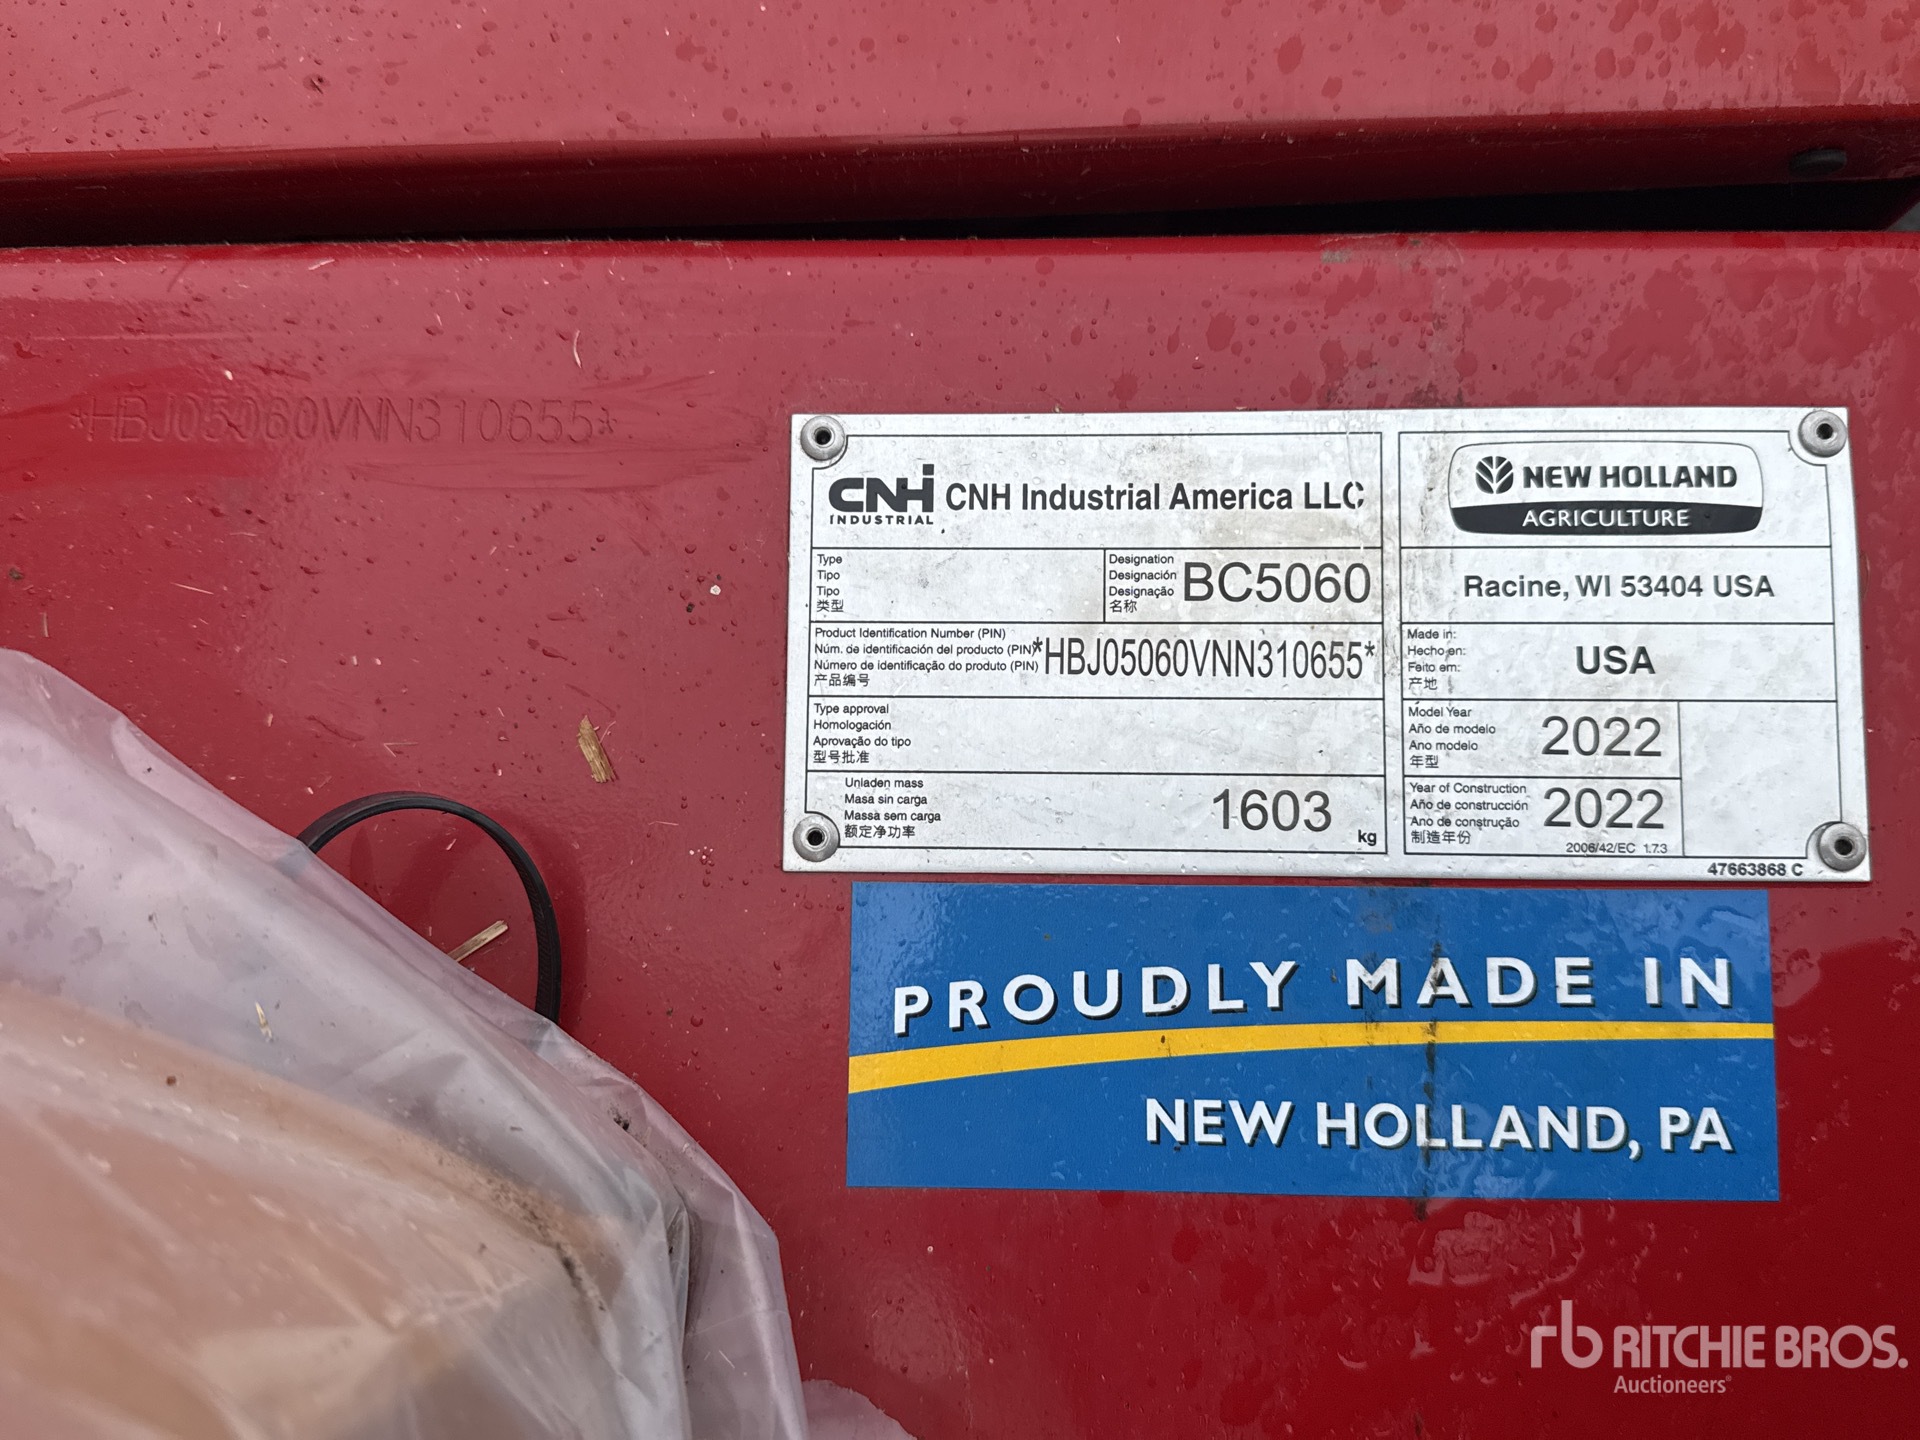 *HBJ05060VNN310655*
CNH
INDUSTRIAL
CNH Industrial America LLC
Type
Tipo
Tipo
类型
Designation
Designación
Designação
名称
BC5060
Product Identification Number (PIN)
Núm. de identificación del producto (PIN)
Número de identificação do produto (PIN)
产品编号
*HBJ05060VNN310655*
Type approval
Homologación
Aprovação do tipo
型号批准
Unladen mass
Masa sin carga
Massa sem carga
额定净功率
1603
kg
NEW HOLLAND
AGRICULTURE
Racine, WI 53404 USA
Made in:
Hecho en:
Feito em:
产地
USA
Model Year
Año de modelo
Ano modelo
年型
2022
Year of Construction
Año de construcción
Ano de construção
制造年份
2022
2006/42/EC 1.7.3
47663868 C
PROUDLY MADE IN
NEW HOLLAND, PA
rb RITCHIE BROS.
Auctioneers